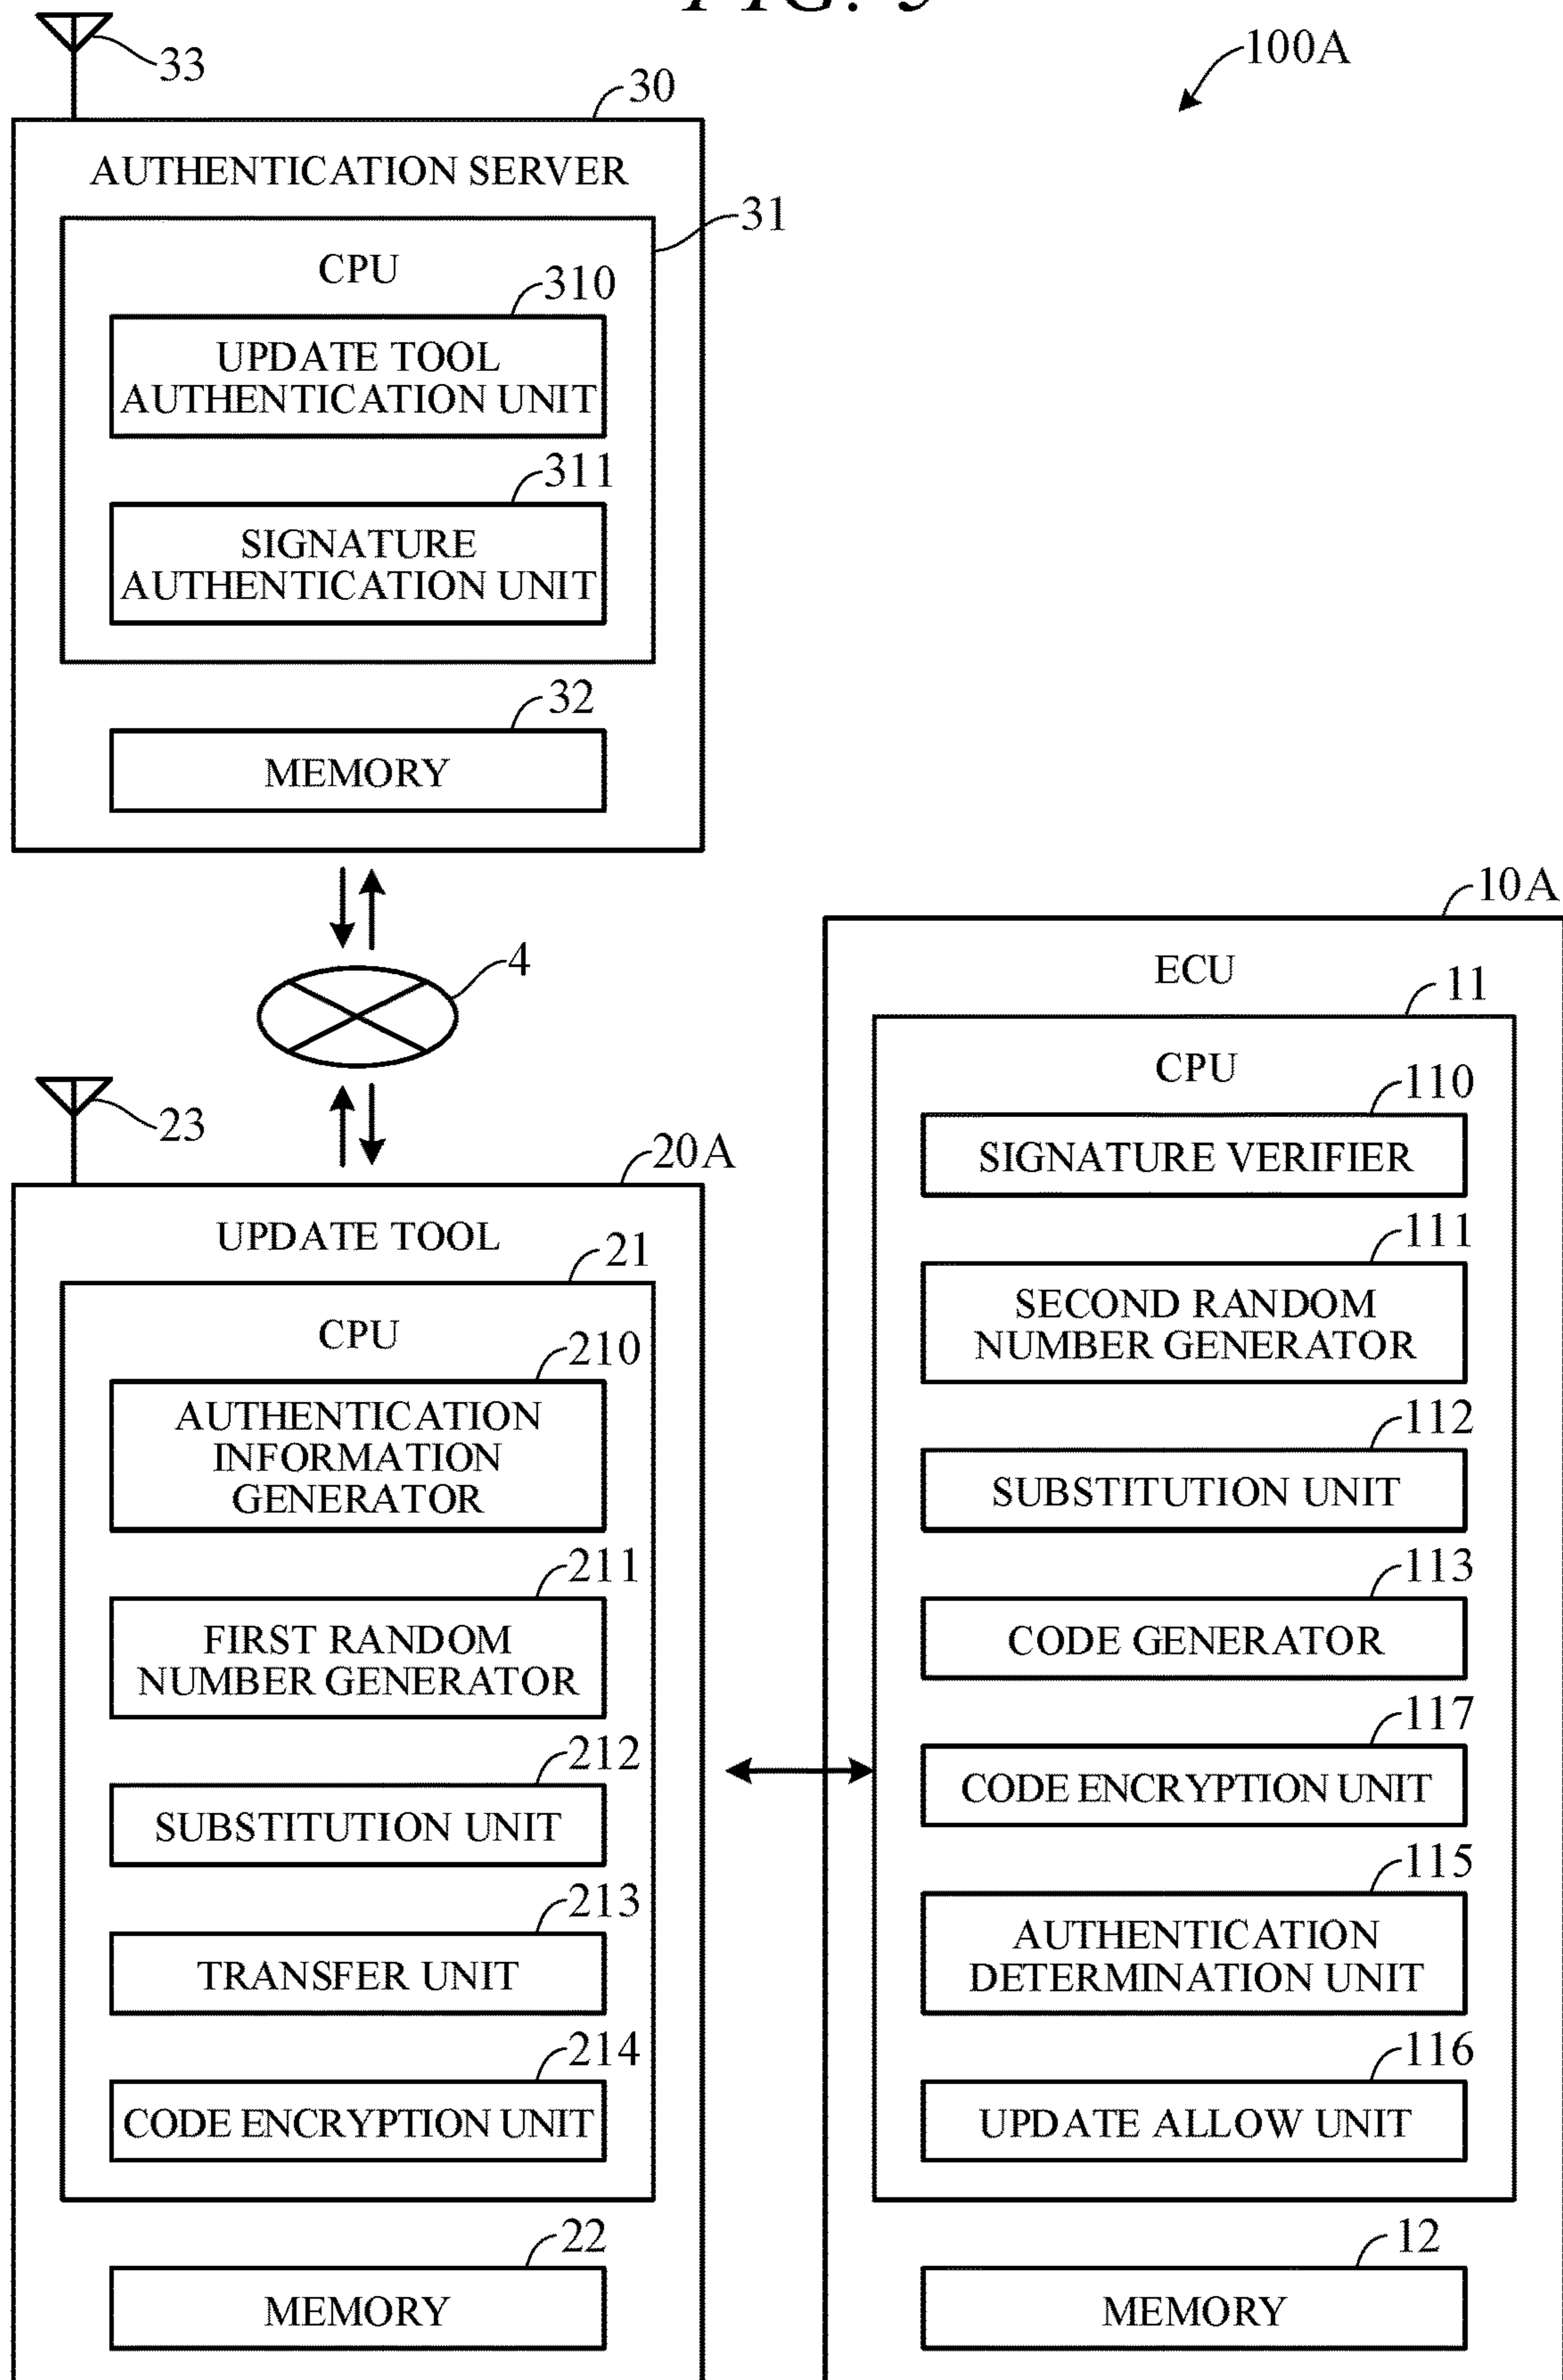 100A
33
30
AUTHENTICATION SERVER
31
CPU
310
UPDATE TOOL
AUTHENTICATION UNIT
311
SIGNATURE
AUTHENTICATION UNIT
32
MEMORY
4
23
20A
UPDATE TOOL
21
CPU
210
AUTHENTICATION
INFORMATION
GENERATOR
211
FIRST RANDOM
NUMBER GENERATOR
212
SUBSTITUTION UNIT
213
TRANSFER UNIT
214
CODE ENCRYPTION UNIT
22
MEMORY
10A
ECU
11
CPU
110
SIGNATURE VERIFIER
111
SECOND RANDOM
NUMBER GENERATOR
112
SUBSTITUTION UNIT
113
CODE GENERATOR
117
CODE ENCRYPTION UNIT
115
AUTHENTICATION
DETERMINATION UNIT
116
UPDATE ALLOW UNIT
12
MEMORY